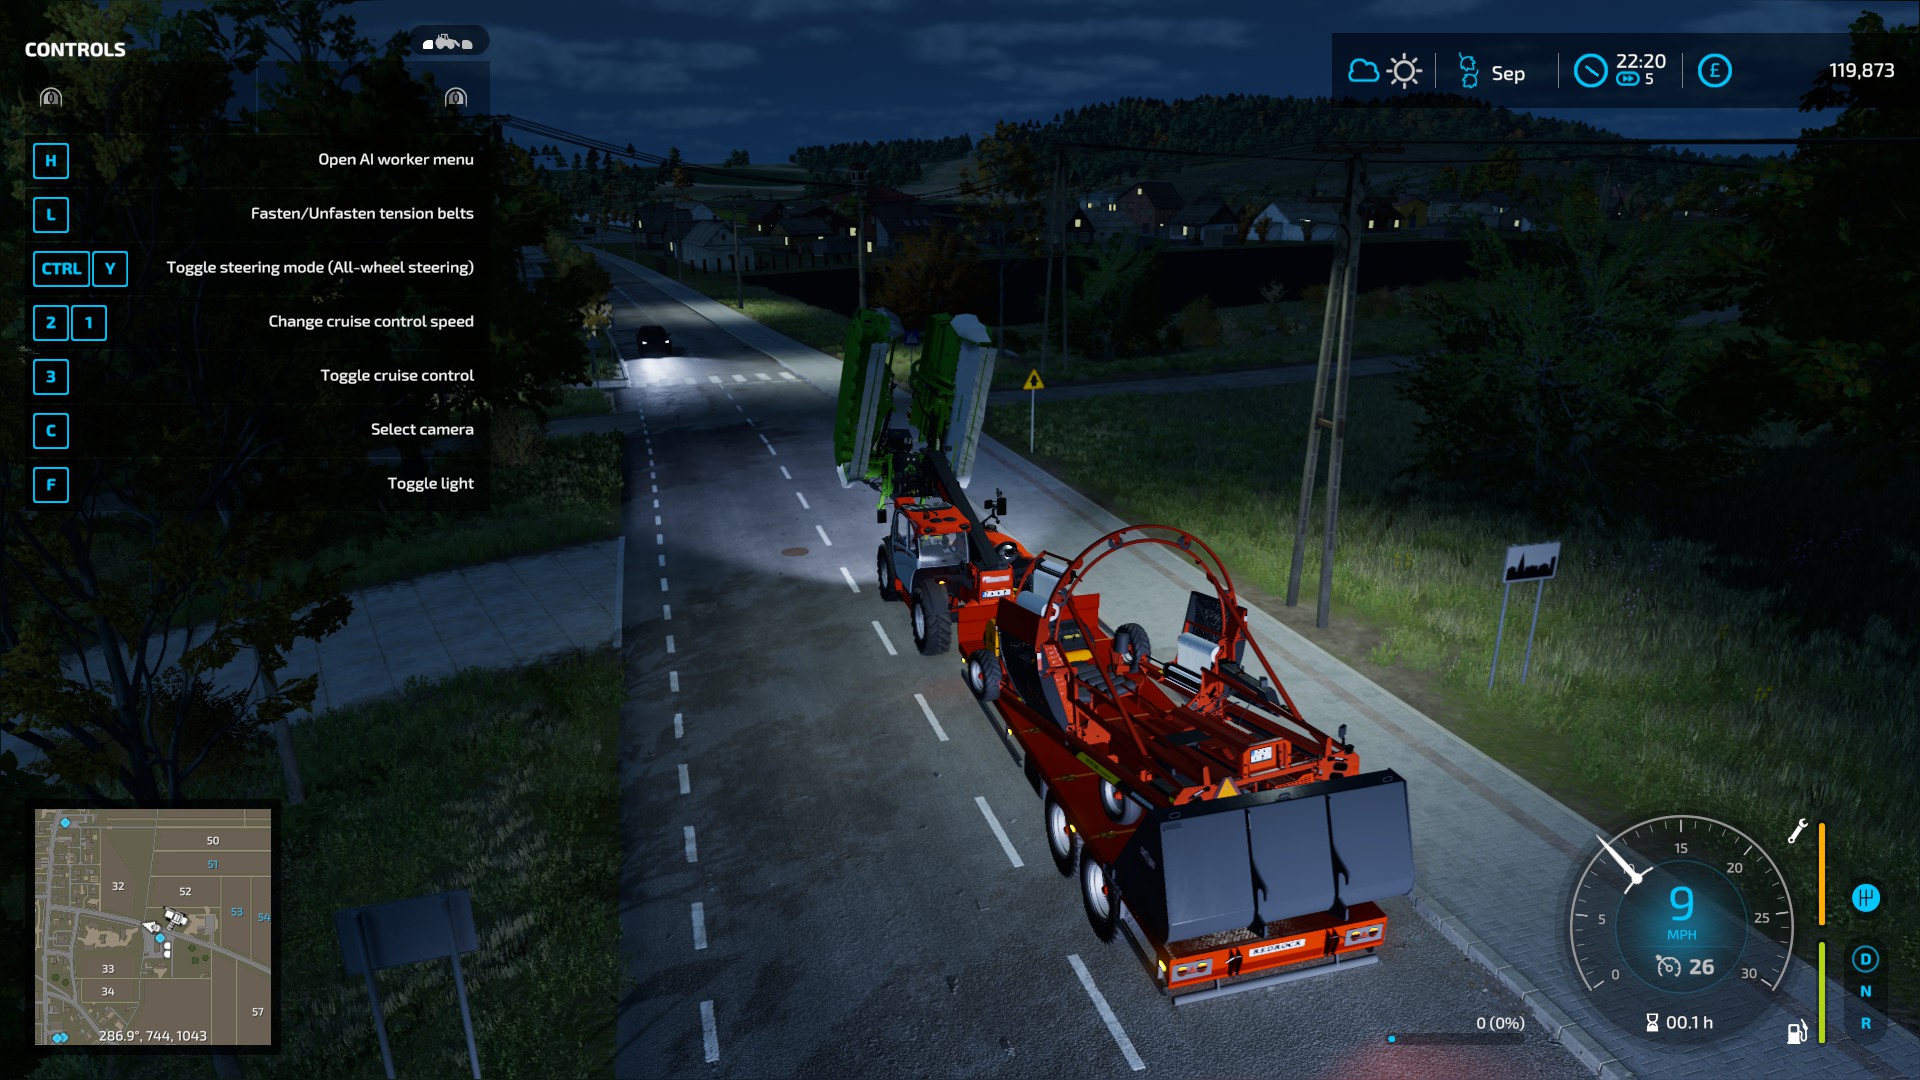 CONTROLS
0
0
H Open AI worker menu
L Fasten/Unfasten tension belts
CTRL Y Toggle steering mode (All-wheel steering)
2 1 Change cruise control speed
3 Toggle cruise control
C Select camera
F Toggle light
Sep
22:20
5
£
119,873
REDROCK
50
51
32
52
53
54
33
34
57
286.9°, 744, 1043
0 (0%)
0
5
15
20
25
30
9
MPH
26
00.1 h
D
N
R